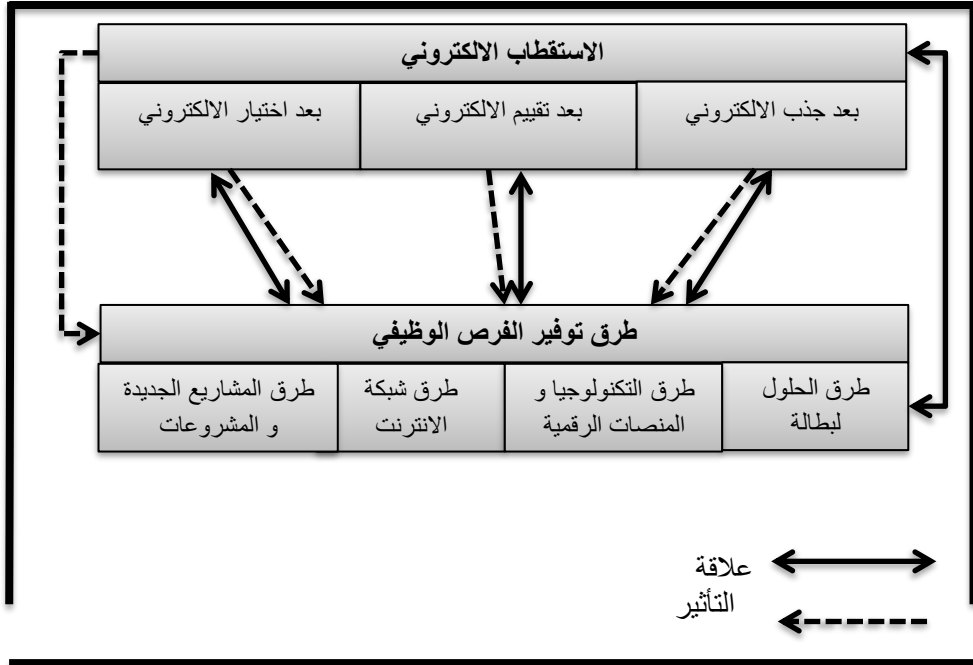 الاستقطاب الالكتروني
بعد جذب الالكتروني
بعد تقييم الالكتروني
بعد اختيار الالكتروني
طرق توفير الفرص الوظيفي
طرق الحلول
لبطالة
طرق التكنولوجيا و
المنصات الرقمية
طرق شبكة
الانترنت
طرق المشاريع الجديدة
و المشروعات
علاقة
التأثير